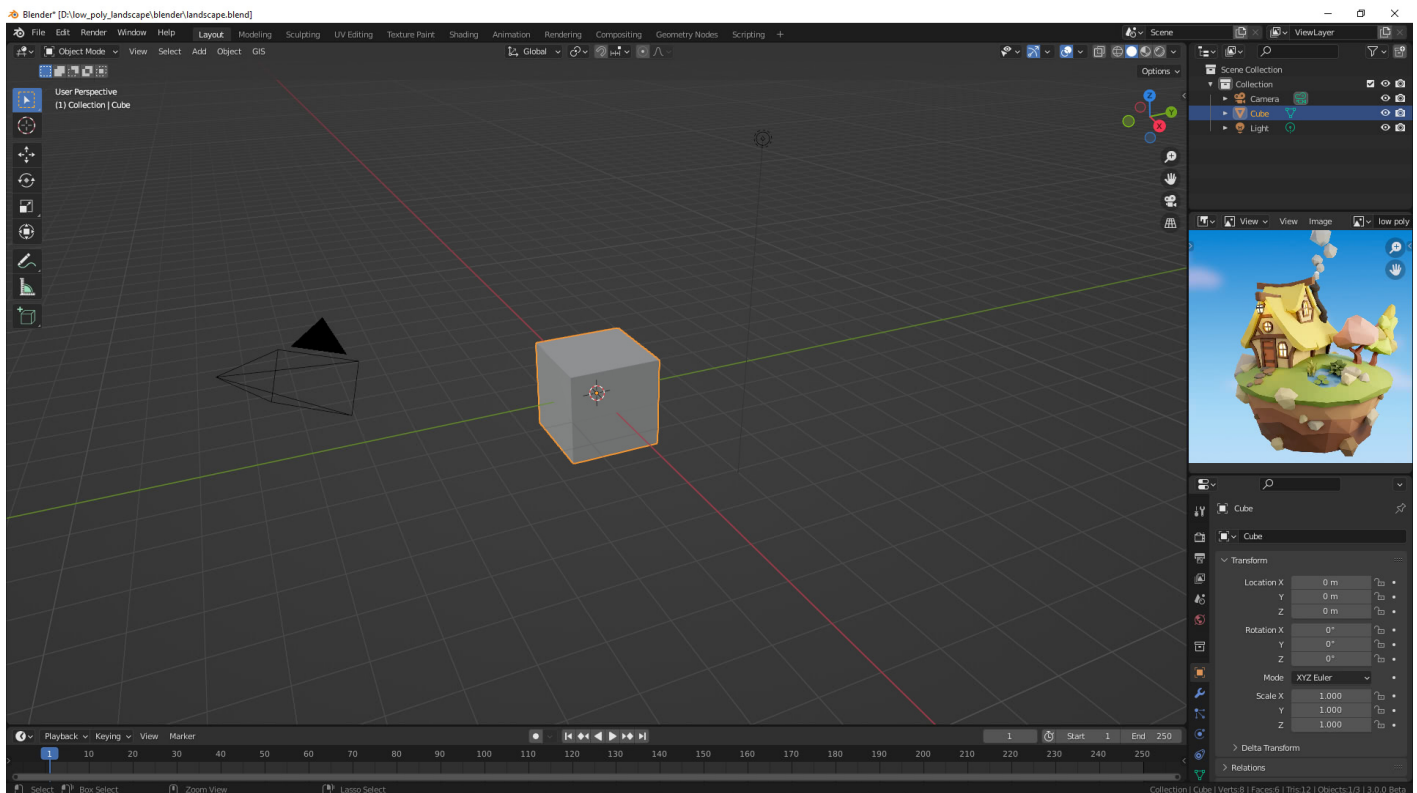 Blender* [D:\low_poly_landscape\blender\landscape.blend]
File Edit Render Window Help Layout Modeling Sculpting UV Editing Texture Paint Shading Animation Rendering Compositing Geometry Nodes Scripting + Scene ViewLayer
Object Mode View Select Add Object GIS Global
Options
User Perspective
(1) Collection | Cube
Z
Y
X
Scene Collection
Collection
Camera
Cube
Light
View View Image low poly
Cube
Cube
Transform
Location X 0 m
Y 0 m
Z 0 m
Rotation X 0°
Y 0°
Z 0°
Mode XYZ Euler
Scale X 1.000
Y 1.000
Z 1.000
Delta Transform
Relations
Playback Keying View Marker 1 Start 1 End 250
1 10 20 30 40 50 60 70 80 90 100 110 120 130 140 150 160 170 180 190 200 210 220 230 240 250
Select Box Select Zoom View Lasso Select Collection | Cube | Verts:8 | Faces:6 | Tris:12 | Objects:1/3 | 3.0.0 Beta